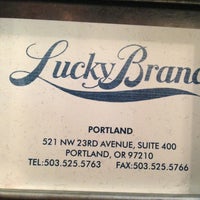 Lucky Brand
PORTLAND
521 NW 23RD AVENUE, SUITE 400
PORTLAND, OR 97210
TEL:503.525.5763 FAX:503.525.5766